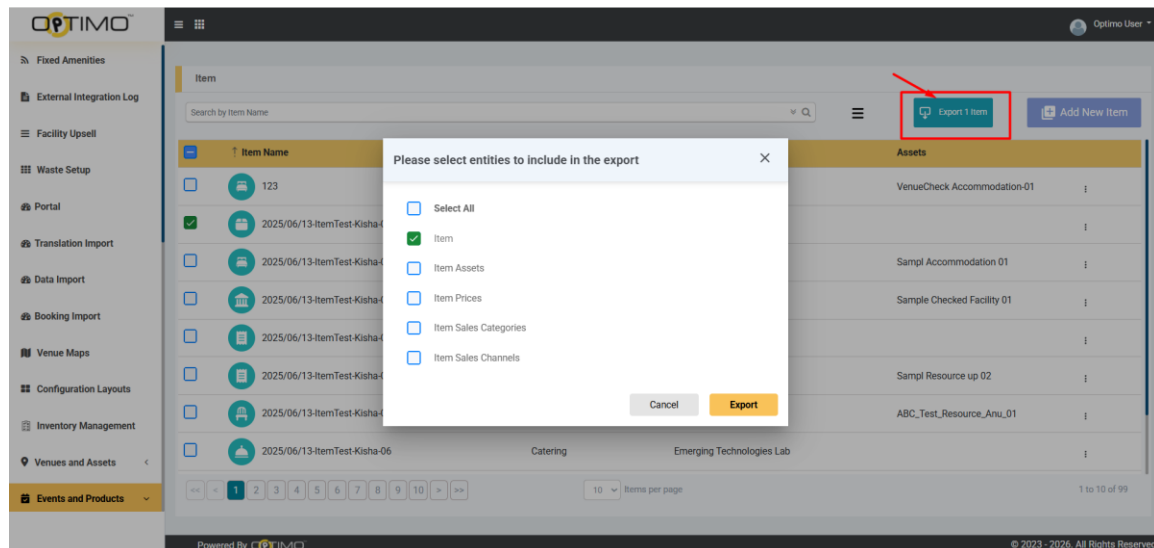 OPTIMO
Optimo User
Fixed Amenities
External Integration Log
Facility Upsell
Waste Setup
Portal
Translation Import
Data Import
Booking Import
Venue Maps
Configuration Layouts
Inventory Management
Venues and Assets
Events and Products
Item
Search by Item Name
Export 1 Item
Add New Item
Item Name
Assets
123
VenueCheck Accommodation-01
2025/06/13-ItemTest-Kisha-
2025/06/13-ItemTest-Kisha-
Sampl Accommodation 01
2025/06/13-ItemTest-Kisha-
Sample Checked Facility 01
2025/06/13-ItemTest-Kisha-
2025/06/13-ItemTest-Kisha-
Sampl Resource up 02
2025/06/13-ItemTest-Kisha-
ABC_Test_Resource_Anu_01
2025/06/13-ItemTest-Kisha-06 Catering Emerging Technologies Lab
Please select entities to include in the export
Select All
Item
Item Assets
Item Prices
Item Sales Categories
Item Sales Channels
Cancel Export
<< < 1 2 3 4 5 6 7 8 9 10 > >>
10 Items per page
1 to 10 of 99
Powered By OPTIMO
© 2023 - 2026. All Rights Reserved